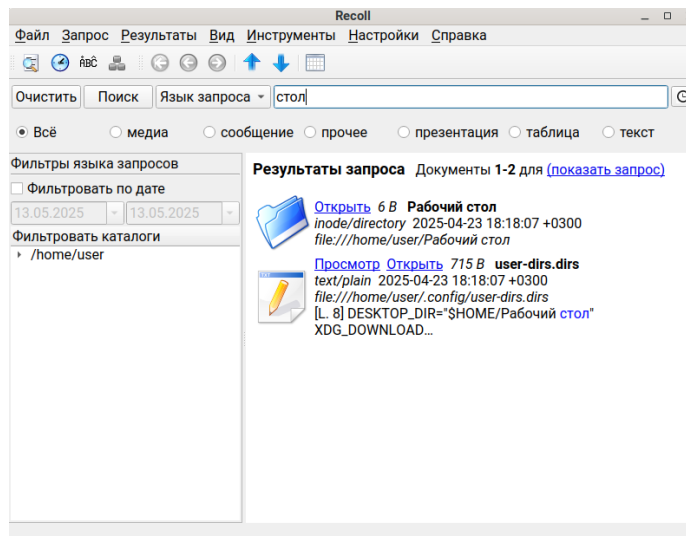 Recoll
Файл Запрос Результаты Вид Инструменты Настройки Справка
ÄBĈ
Очистить Поиск Язык запроса стол
Всё медиа сообщение прочее презентация таблица текст
Фильтры языка запросов
Фильтровать по дате
13.05.2025 13.05.2025
Фильтровать каталоги
/home/user
Результаты запроса Документы 1-2 для (показать запрос)
Открыть 6 B Рабочий стол
inode/directory 2025-04-23 18:18:07 +0300
file:///home/user/Рабочий стол
TXT
Просмотр Открыть 715 B user-dirs.dirs
text/plain 2025-04-23 18:18:07 +0300
file:///home/user/.config/user-dirs.dirs
[L. 8] DESKTOP_DIR="$HOME/Рабочий стол"
XDG_DOWNLOAD…